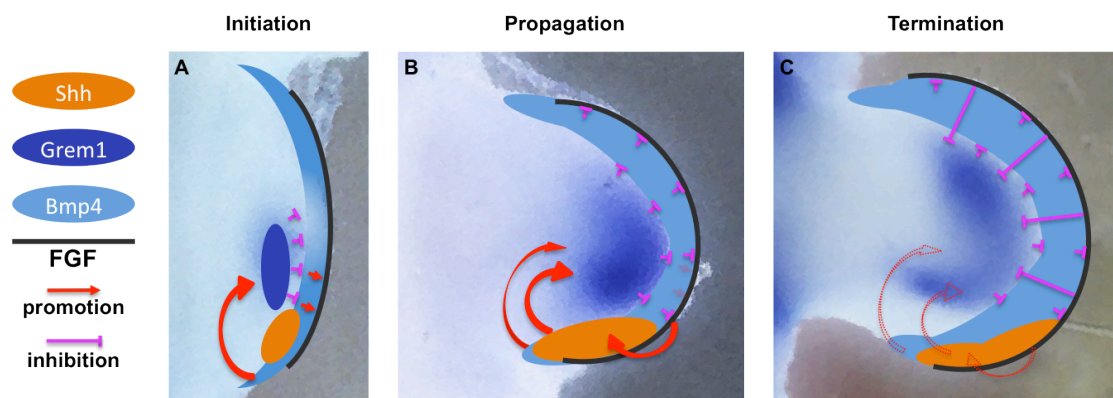 Initiation
Propagation
Termination
A
B
C
Shh
Grem1
Bmp4
FGF
promotion
inhibition